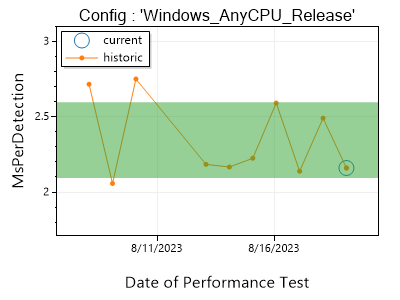 Config : 'Windows_AnyCPU_Release'
current
historic
3
2.5
2
MsPerDetection
8/11/2023
8/16/2023
Date of Performance Test